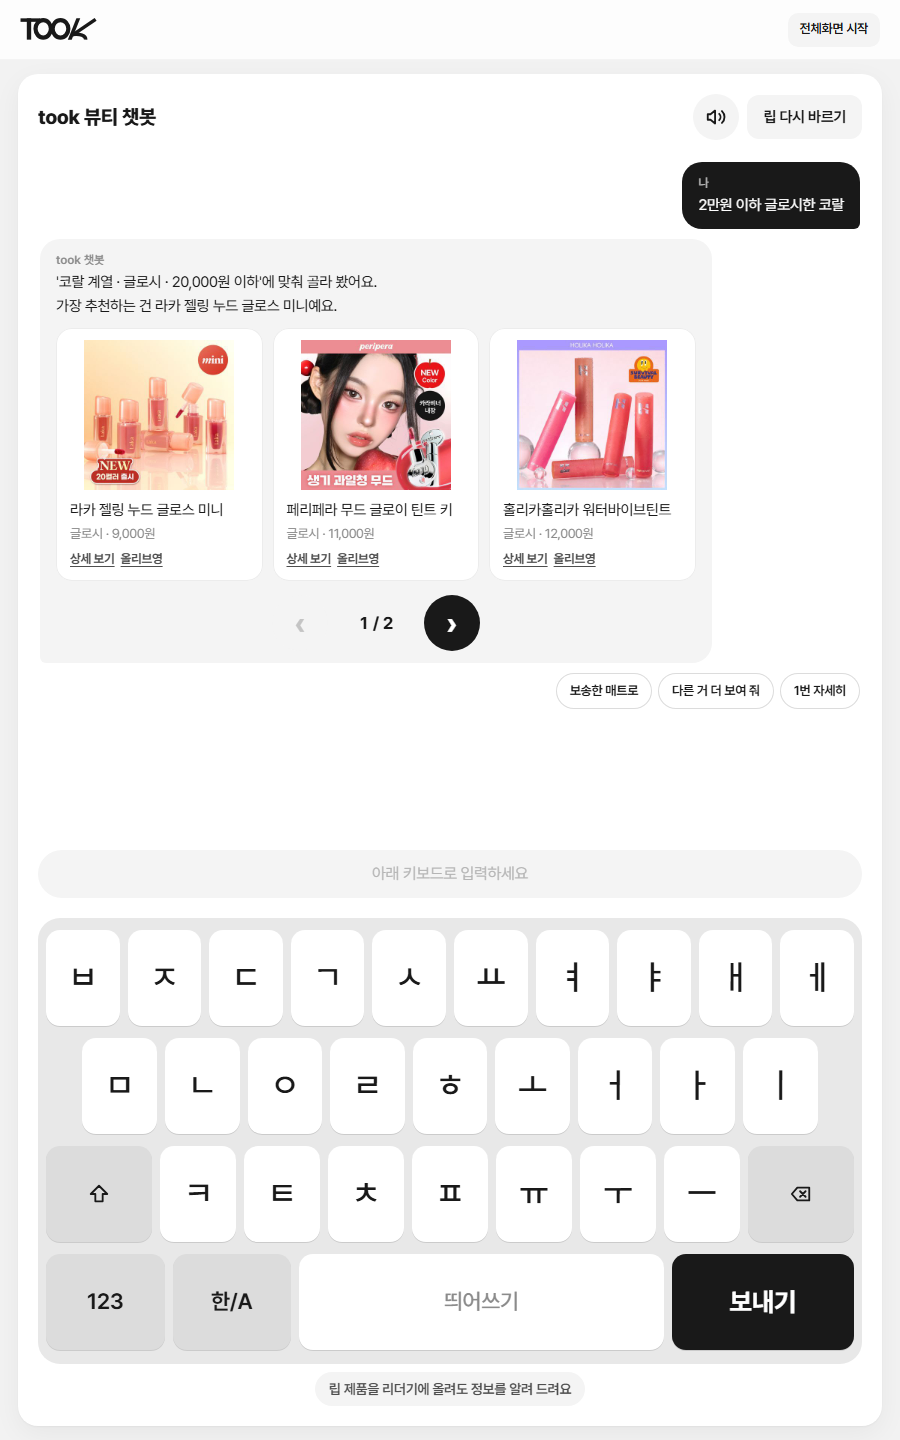 TOOK
전체화면 시작
took 뷰티 챗봇
립 다시 바르기
나
2만원 이하 글로시한 코랄
took 챗봇
'코랄 계열 · 글로시 · 20,000원 이하'에 맞춰 골라 봤어요.
가장 추천하는 건 라카 젤링 누드 글로스 미니예요.
mini
NEW
20컬러 출시
라카 젤링 누드 글로스 미니
글로시 · 9,000원
상세 보기 올리브영
peripera
NEW
Color
카리나
내장
생기 과일청 무드
페리페라 무드 글로이 틴트 키
글로시 · 11,000원
상세 보기 올리브영
HOLIKA HOLIKA
홀리카홀리카 워터바이브틴트
글로시 · 12,000원
상세 보기 올리브영
‹ 1 / 2 ›
보송한 매트로
다른 거 더 보여 줘
1번 자세히
아래 키보드로 입력하세요
ㅂ ㅈ ㄷ ㄱ ㅅ ㅛ ㅕ ㅑ ㅐ ㅔ
ㅁ ㄴ ㅇ ㄹ ㅎ ㅗ ㅓ ㅏ ㅣ
ㅋ ㅌ ㅊ ㅍ ㅠ ㅜ ㅡ
123 한/A 띄어쓰기 보내기
립 제품을 리더기에 올려도 정보를 알려 드려요